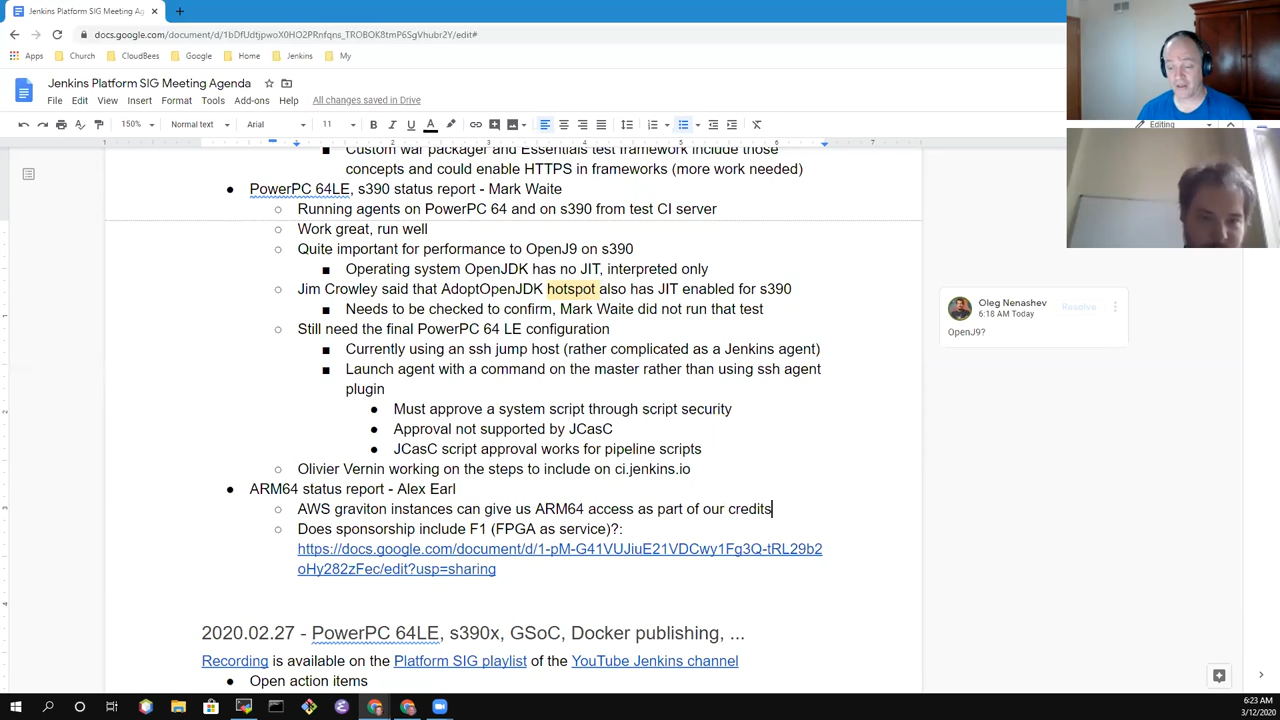 Jenkins Platform SIG Meeting Ag
docs.google.com/document/d/1bDfUdtjpwoX0HO2PRnfqns_TROBOK8tmP6SgVhubr2Y/edit#
Apps Church CloudBees Google Home Jenkins My
Jenkins Platform SIG Meeting Agenda
File Edit View Insert Format Tools Add-ons Help All changes saved in Drive
150% Normal text Arial 11 B I U A Editing
1 2 3 4 5 6 7
Custom war packager and Essentials test framework include those
concepts and could enable HTTPS in frameworks (more work needed)
● PowerPC 64LE, s390 status report - Mark Waite
○ Running agents on PowerPC 64 and on s390 from test CI server
○ Work great, run well
○ Quite important for performance to OpenJ9 on s390
■ Operating system OpenJDK has no JIT, interpreted only
○ Jim Crowley said that AdoptOpenJDK hotspot also has JIT enabled for s390
■ Needs to be checked to confirm, Mark Waite did not run that test
○ Still need the final PowerPC 64 LE configuration
■ Currently using an ssh jump host (rather complicated as a Jenkins agent)
■ Launch agent with a command on the master rather than using ssh agent
plugin
● Must approve a system script through script security
● Approval not supported by JCasC
● JCasC script approval works for pipeline scripts
○ Olivier Vernin working on the steps to include on ci.jenkins.io
● ARM64 status report - Alex Earl
○ AWS graviton instances can give us ARM64 access as part of our credits
○ Does sponsorship include F1 (FPGA as service)?:
https://docs.google.com/document/d/1-pM-G41VUJiuE21VDCwy1Fg3Q-tRL29b2
oHy282zFec/edit?usp=sharing
2020.02.27 - PowerPC 64LE, s390x, GSoC, Docker publishing, ...
Recording is available on the Platform SIG playlist of the YouTube Jenkins channel
● Open action items
Oleg Nenashev
6:18 AM Today
Resolve
OpenJ9?
6:23 AM
3/12/2020